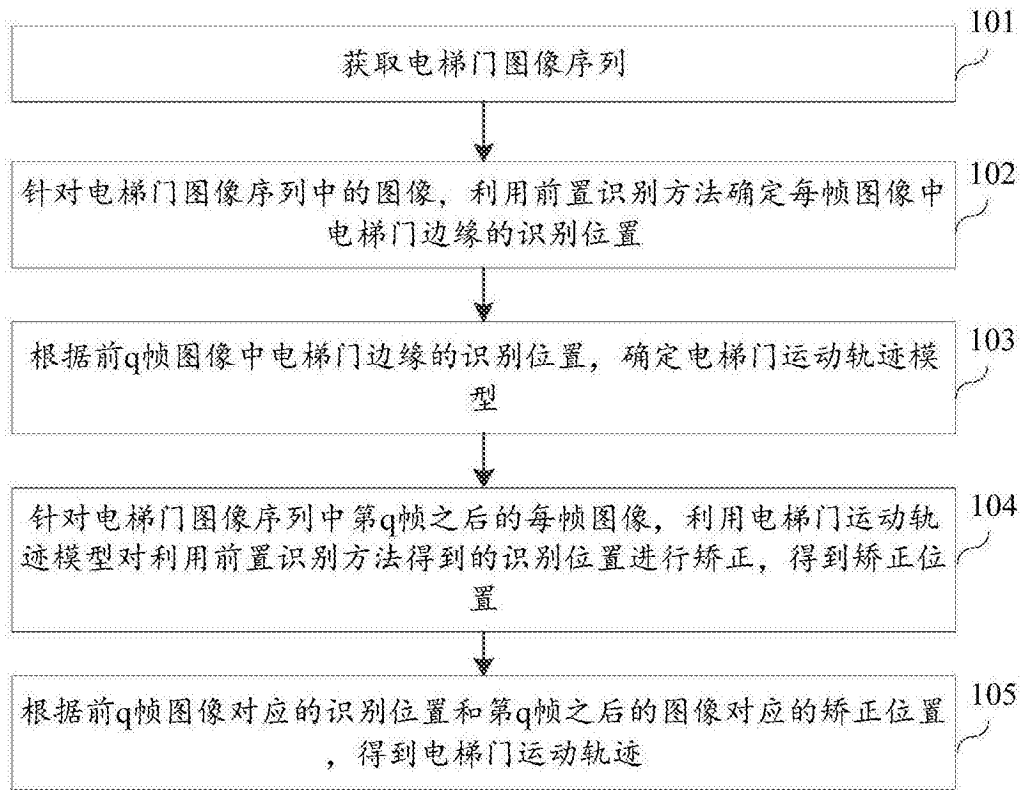 101
获取电梯门图像序列
102
针对电梯门图像序列中的图像，利用前置识别方法确定每帧图像中
电梯门边缘的识别位置
103
根据前q帧图像中电梯门边缘的识别位置，确定电梯门运动轨迹模
型
104
针对电梯门图像序列中第q帧之后的每帧图像，利用电梯门运动轨
迹模型对利用前置识别方法得到的识别位置进行矫正，得到矫正位
置
105
根据前q帧图像对应的识别位置和第q帧之后的图像对应的矫正位置
，得到电梯门运动轨迹